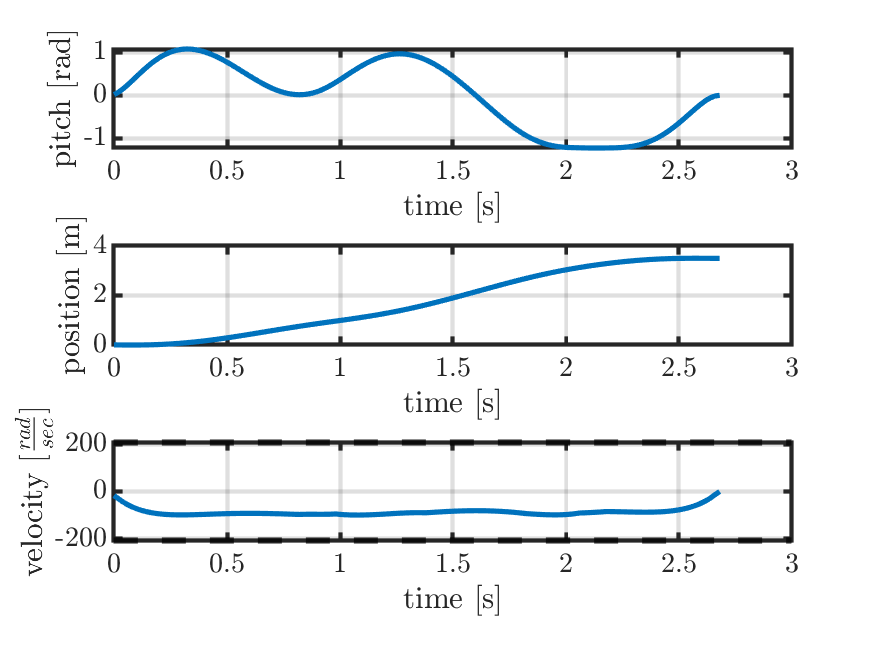 pitch [rad]
1
0
-1
0 0.5 1 1.5 2 2.5 3
time [s]
position [m]
4
2
0
0 0.5 1 1.5 2 2.5 3
time [s]
velocity [rad/sec]
200
0
-200
0 0.5 1 1.5 2 2.5 3
time [s]